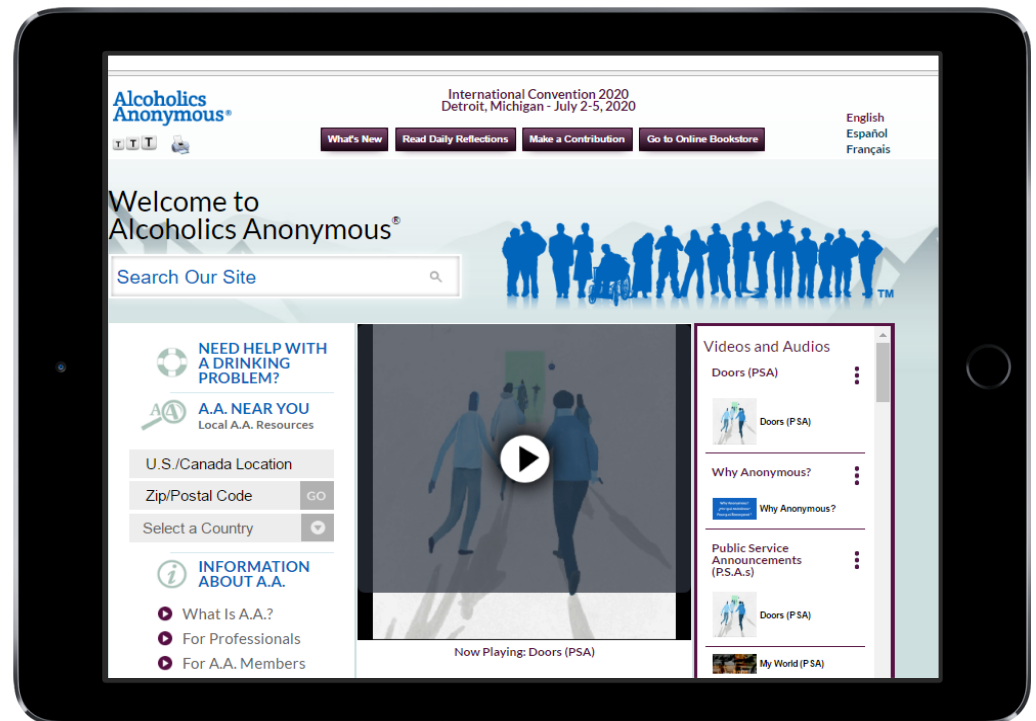 Alcoholics
Anonymous®
T T T
International Convention 2020
Detroit, Michigan - July 2-5, 2020
What's New
Read Daily Reflections
Make a Contribution
Go to Online Bookstore
English
Español
Français
Welcome to
Alcoholics Anonymous®
Search Our Site
TM
NEED HELP WITH
A DRINKING
PROBLEM?
A.A. NEAR YOU
Local A.A. Resources
U.S./Canada Location
Zip/Postal Code
GO
Select a Country
INFORMATION
ABOUT A.A.
What Is A.A.?
For Professionals
For A.A. Members
Now Playing: Doors (PSA)
Videos and Audios
Doors (PSA)
Doors (PSA)
Why Anonymous?
Why Anonymous?
Public Service
Announcements
(P.S.A.s)
Doors (PSA)
My World (PSA)